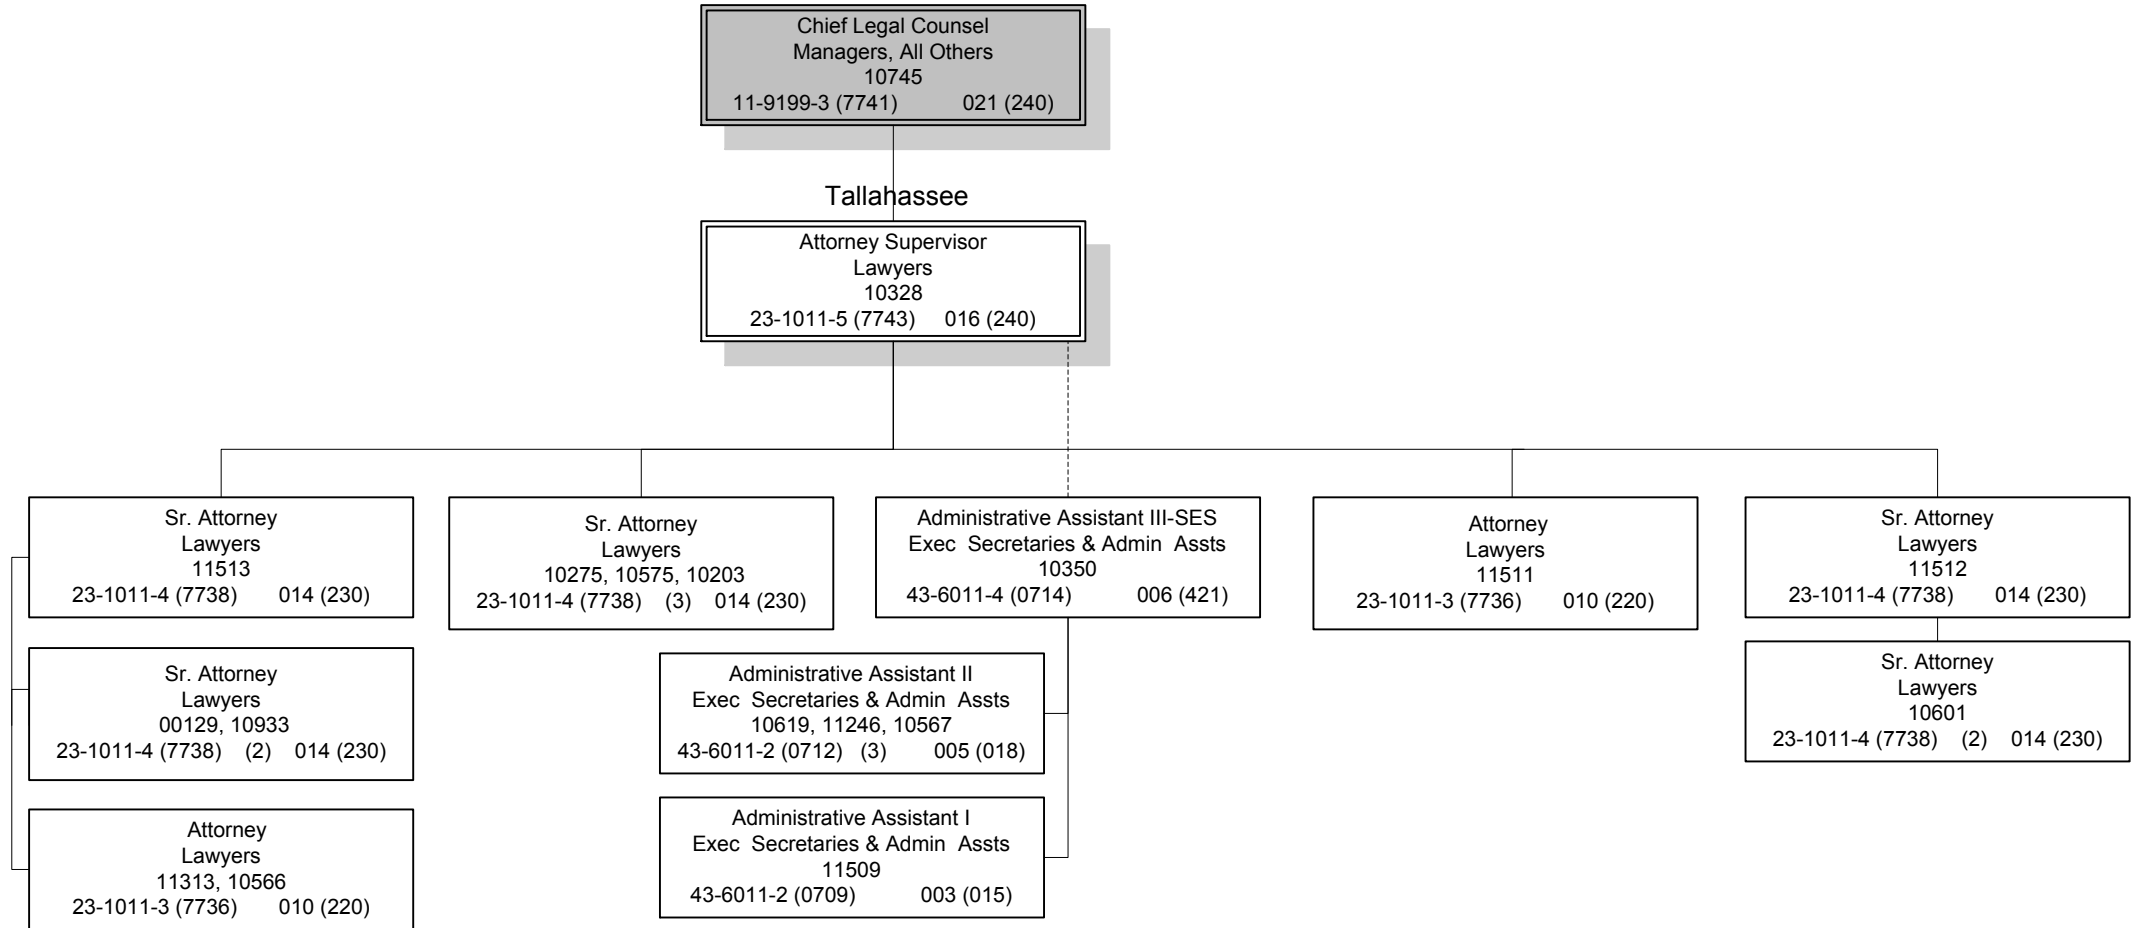 Chief Legal Counsel
Managers, All Others
10745
11-9199-3 (7741) 021 (240)
Tallahassee
Attorney Supervisor
Lawyers
10328
23-1011-5 (7743) 016 (240)
Sr. Attorney
Lawyers
11513
23-1011-4 (7738) 014 (230)
Sr. Attorney
Lawyers
10275, 10575, 10203
23-1011-4 (7738) (3) 014 (230)
Administrative Assistant III-SES
Exec Secretaries & Admin Assts
10350
43-6011-4 (0714) 006 (421)
Attorney
Lawyers
11511
23-1011-3 (7736) 010 (220)
Sr. Attorney
Lawyers
11512
23-1011-4 (7738) 014 (230)
Sr. Attorney
Lawyers
00129, 10933
23-1011-4 (7738) (2) 014 (230)
Administrative Assistant II
Exec Secretaries & Admin Assts
10619, 11246, 10567
43-6011-2 (0712) (3) 005 (018)
Sr. Attorney
Lawyers
10601
23-1011-4 (7738) (2) 014 (230)
Attorney
Lawyers
11313, 10566
23-1011-3 (7736) 010 (220)
Administrative Assistant I
Exec Secretaries & Admin Assts
11509
43-6011-2 (0709) 003 (015)